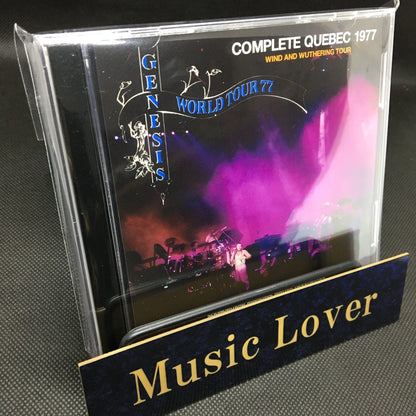 COMPLETE QUEBEC 1977
WIND AND WUTHERING TOUR
GENESIS
WORLD TOUR 77
Music Lover